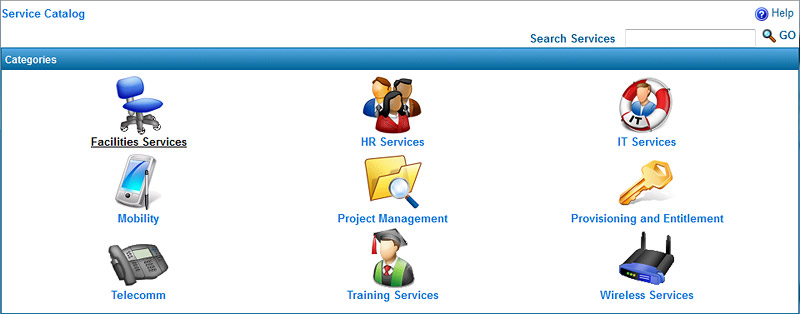 Service Catalog
Help
Search Services
GO
Categories
Facilities Services
HR Services
IT
IT Services
Mobility
Project Management
Provisioning and Entitlement
Telecomm
Training Services
Wireless Services